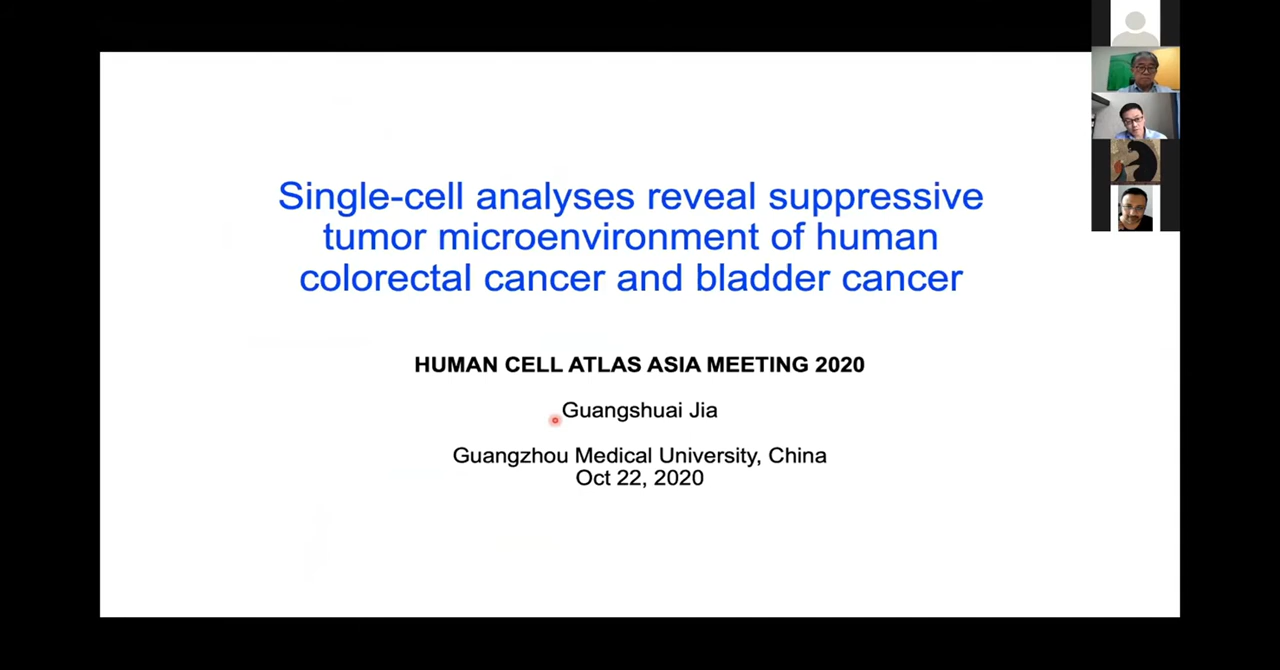 Single-cell analyses reveal suppressive
tumor microenvironment of human
colorectal cancer and bladder cancer
HUMAN CELL ATLAS ASIA MEETING 2020
Guangshuai Jia
Guangzhou Medical University, China
Oct 22, 2020